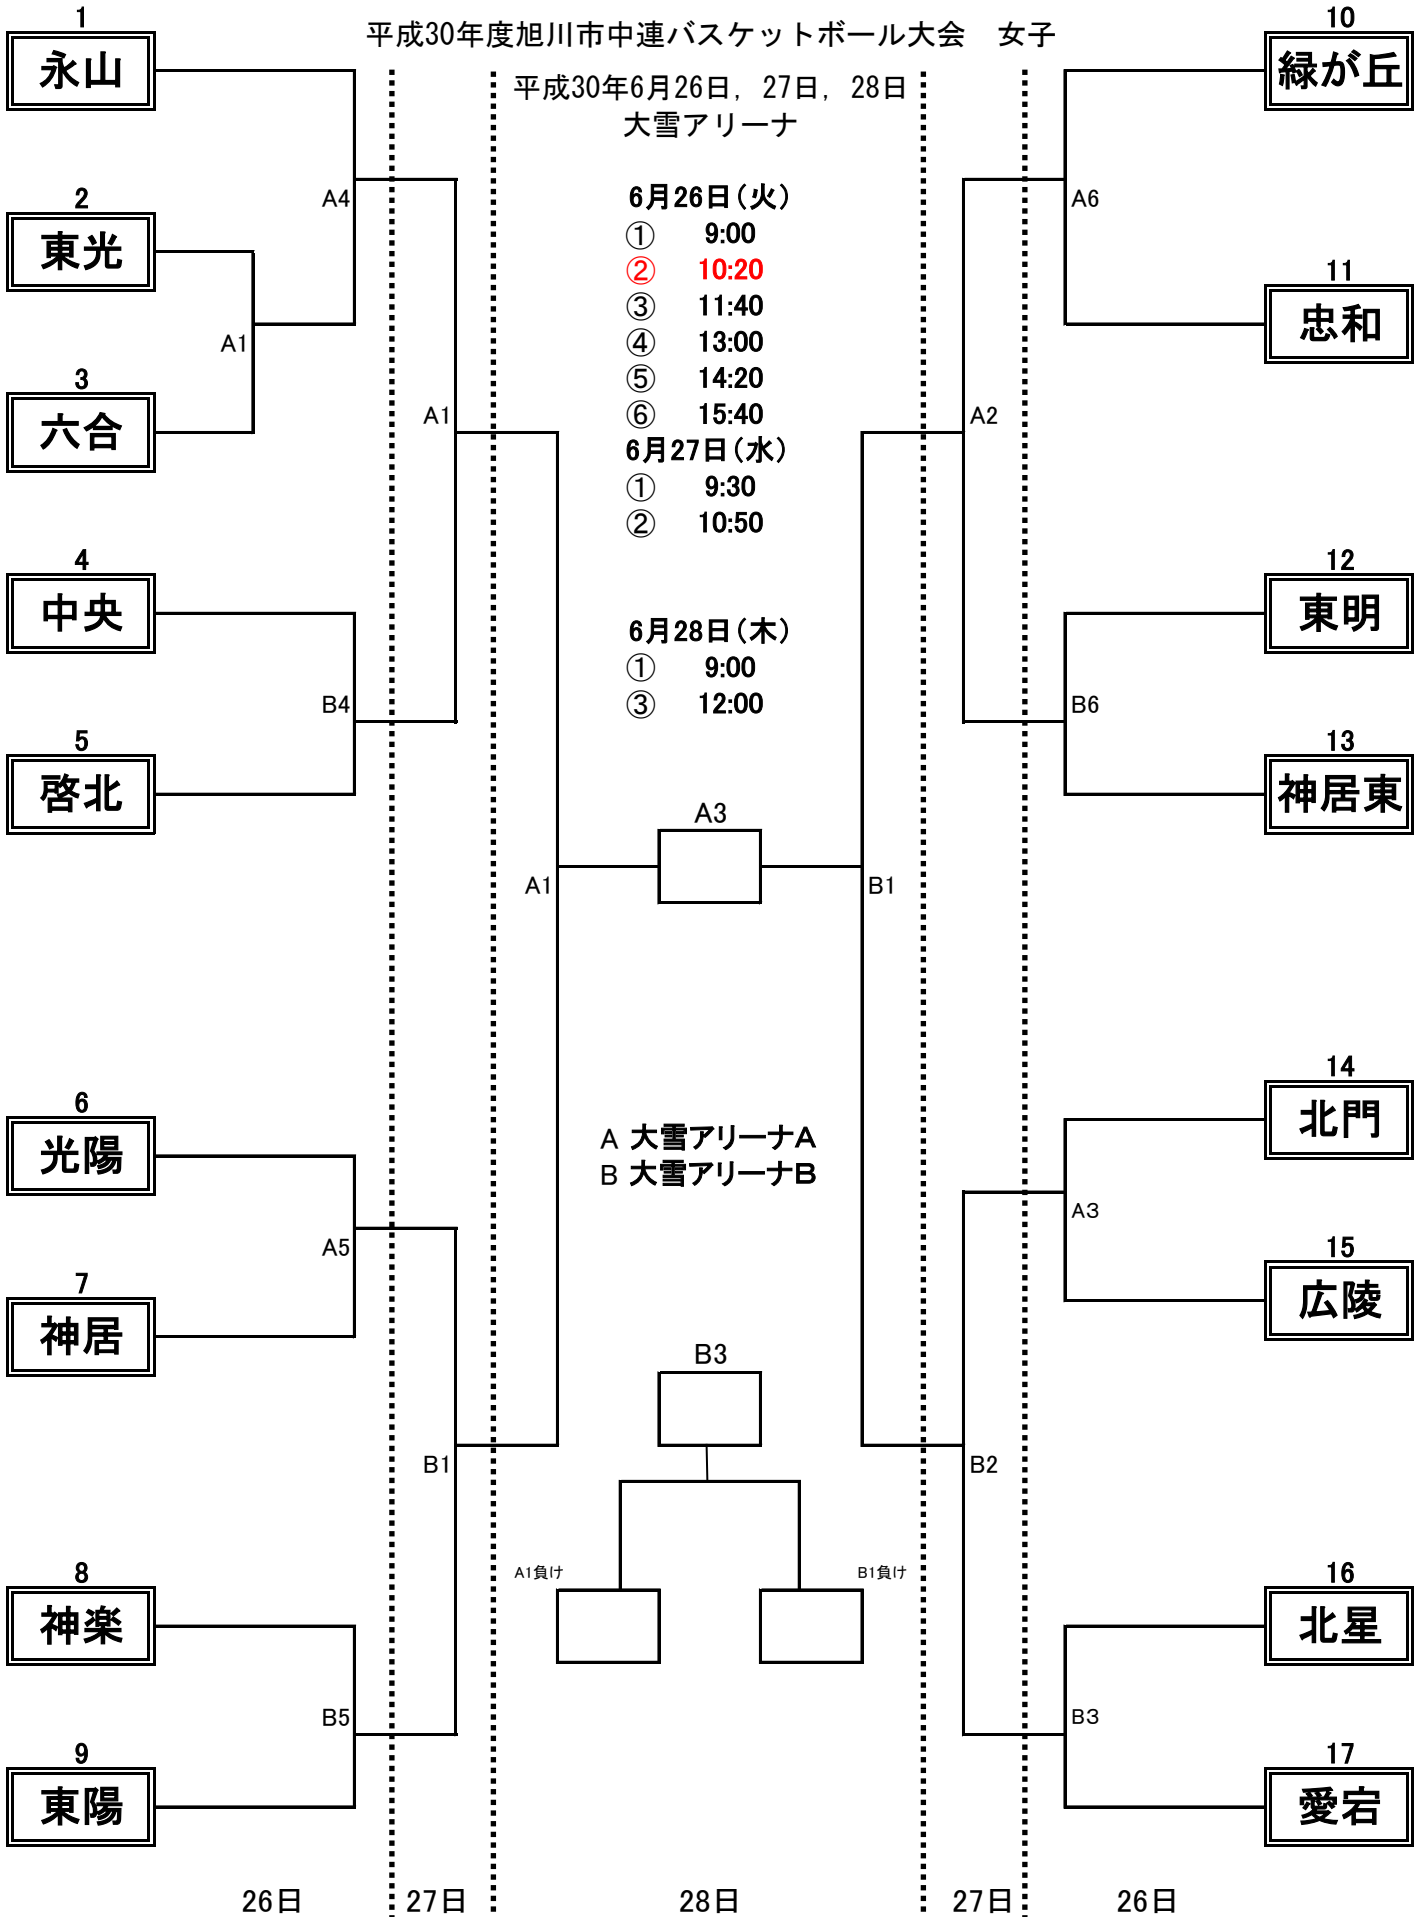 平成30年度旭川市中連バスケットボール大会　女子
平成30年6月26日，27日，28日
大雪アリーナ
6月26日（火）
① 9:00
② 10:20
③ 11:40
④ 13:00
⑤ 14:20
⑥ 15:40
6月27日（水）
① 9:30
② 10:50
6月28日（木）
① 9:00
③ 12:00
1
永山
2
東光
3
六合
4
中央
5
啓北
6
光陽
7
神居
8
神楽
9
東陽
A4
A1
A1
B4
A5
B1
B5
A1
A3
B1
A 大雪アリーナA
B 大雪アリーナB
B3
A1負け
B1負け
10
緑が丘
11
忠和
12
東明
13
神居東
14
北門
15
広陵
16
北星
17
愛宕
A6
A2
B6
A3
B2
B3
26日
27日
28日
27日
26日